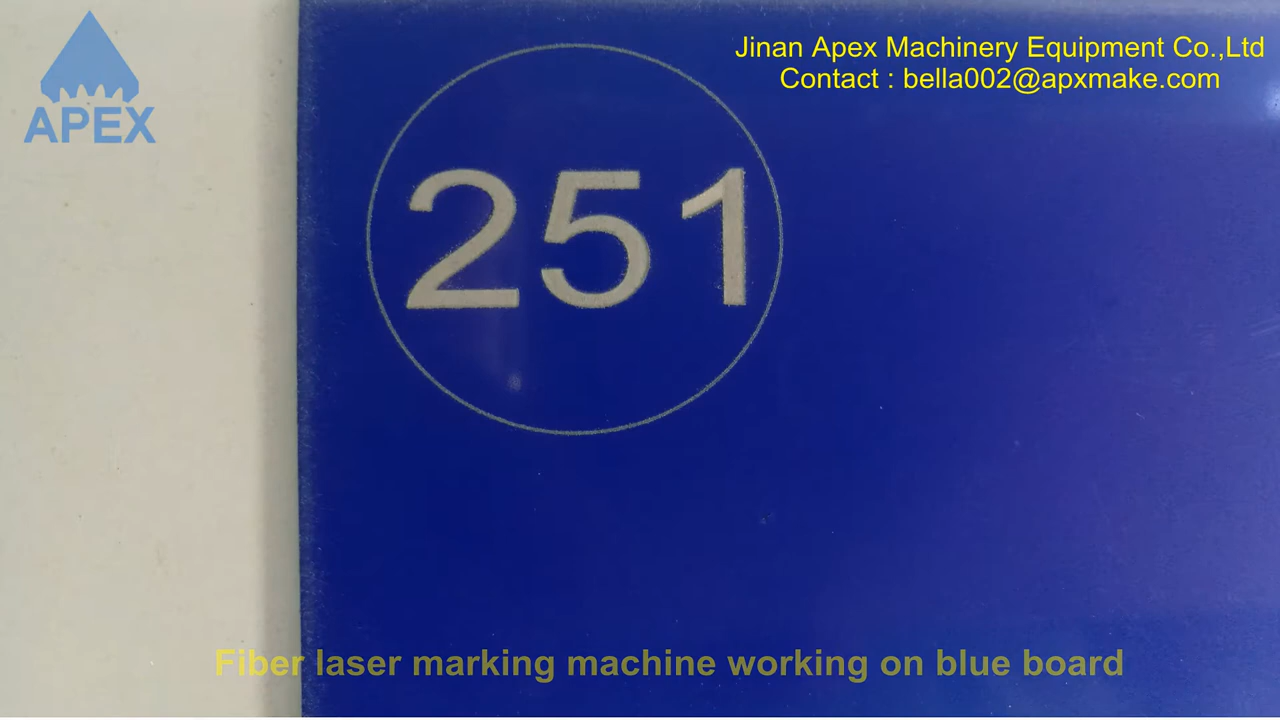 APEX
Jinan Apex Machinery Equipment Co.,Ltd
Contact : bella002@apxmake.com
251
Fiber laser marking machine working on blue board